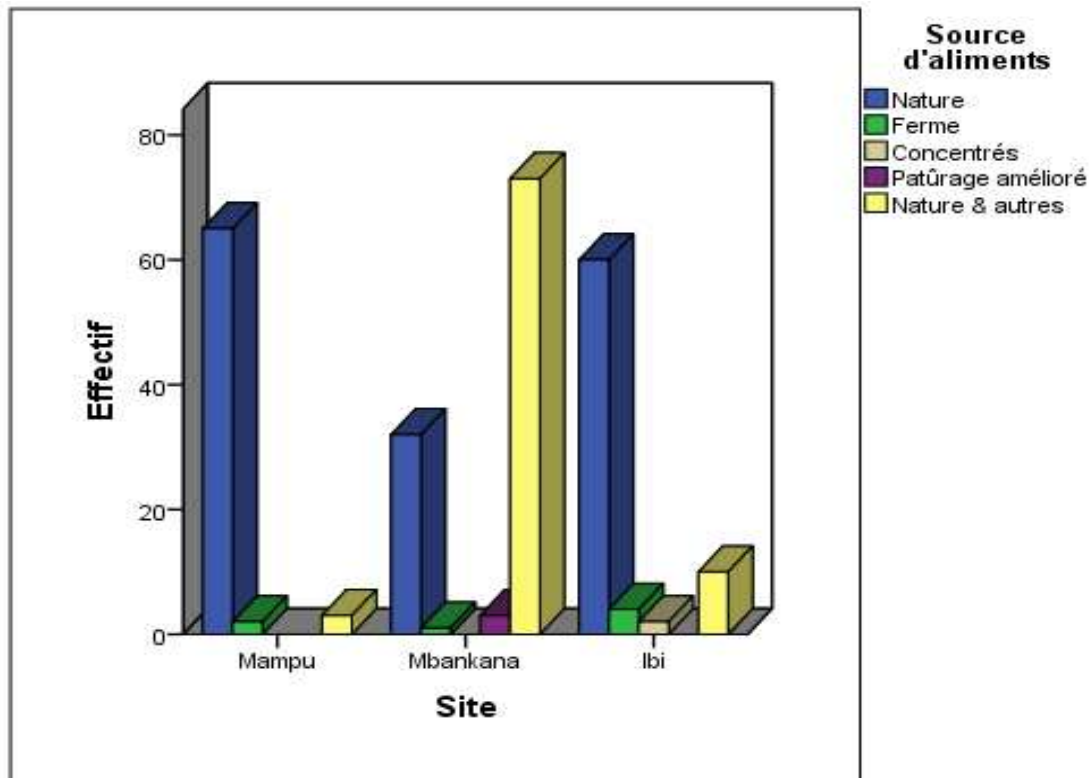 Source
d'aliments
Nature
Ferme
Concentrés
Patûrage amélioré
Nature & autres
80
60
40
20
0
Effectif
Mampu Mbankana Ibi
Site